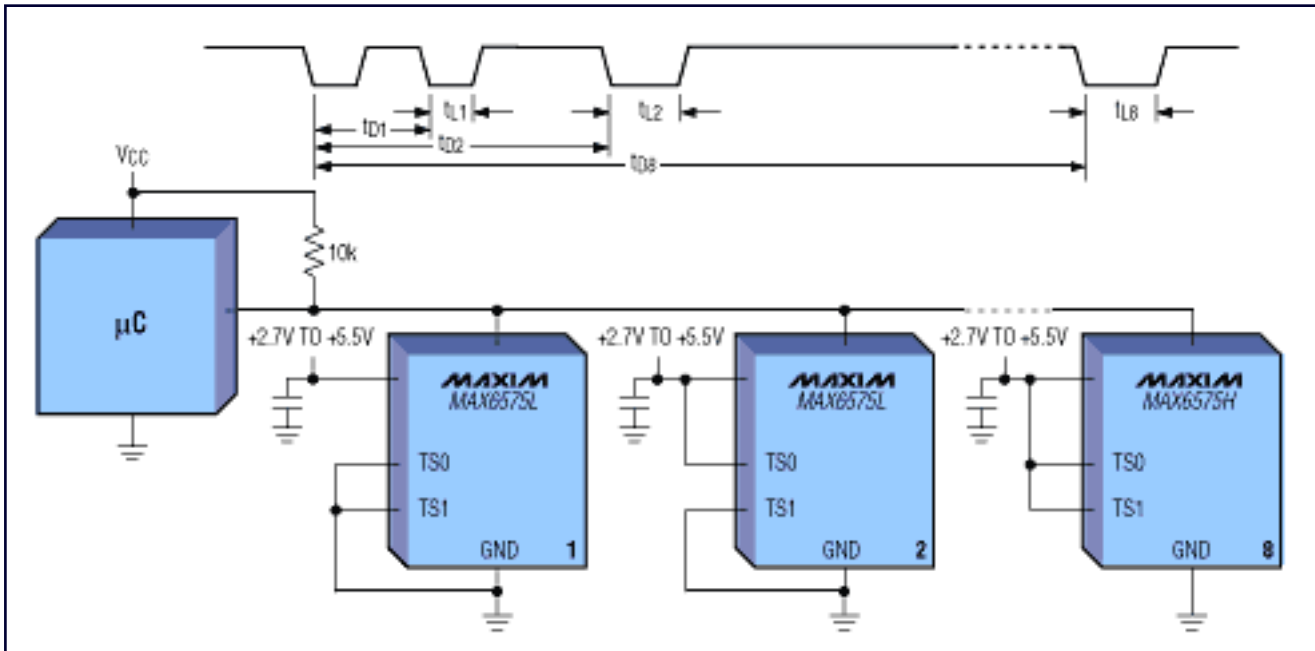 tL1
tL2
tL8
tD1
tD2
tD8
VCC
10k
µC
+2.7V TO +5.5V
+2.7V TO +5.5V
+2.7V TO +5.5V
MAXIM
MAX6575L
TS0
TS1
GND
1
MAXIM
MAX6575L
TS0
TS1
GND
2
MAXIM
MAX6575H
TS0
TS1
GND
8